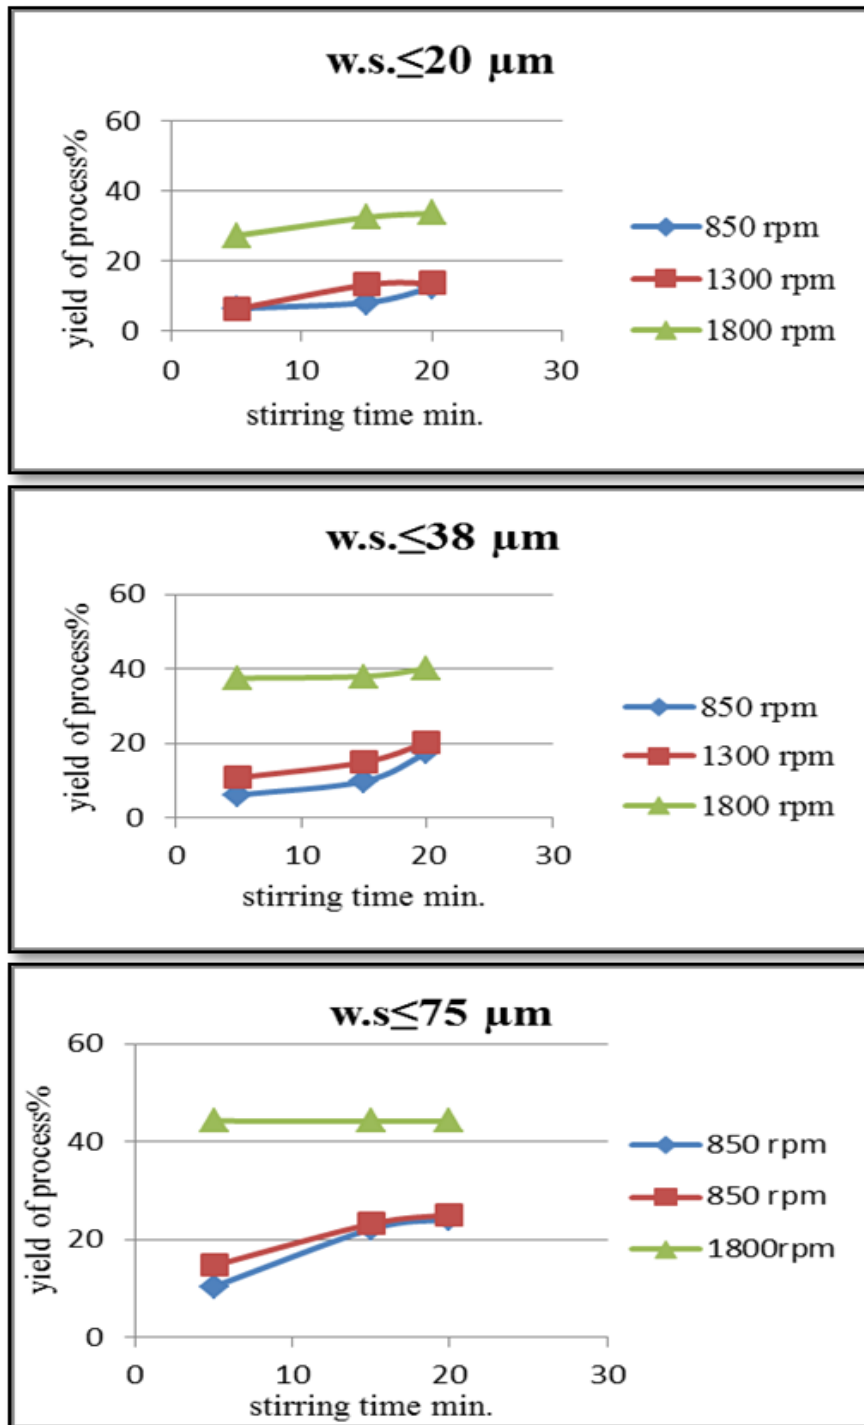 w.s.≤20 µm
yield of process%
60
40
20
0
0 10 20 30
stirring time min.
850 rpm
1300 rpm
1800 rpm
w.s.≤38 µm
yield of process%
60
40
20
0
0 10 20 30
stirring time min.
850 rpm
1300 rpm
1800 rpm
w.s≤75 µm
yield of process%
60
40
20
0
0 10 20 30
stirring time min.
850 rpm
850 rpm
1800rpm